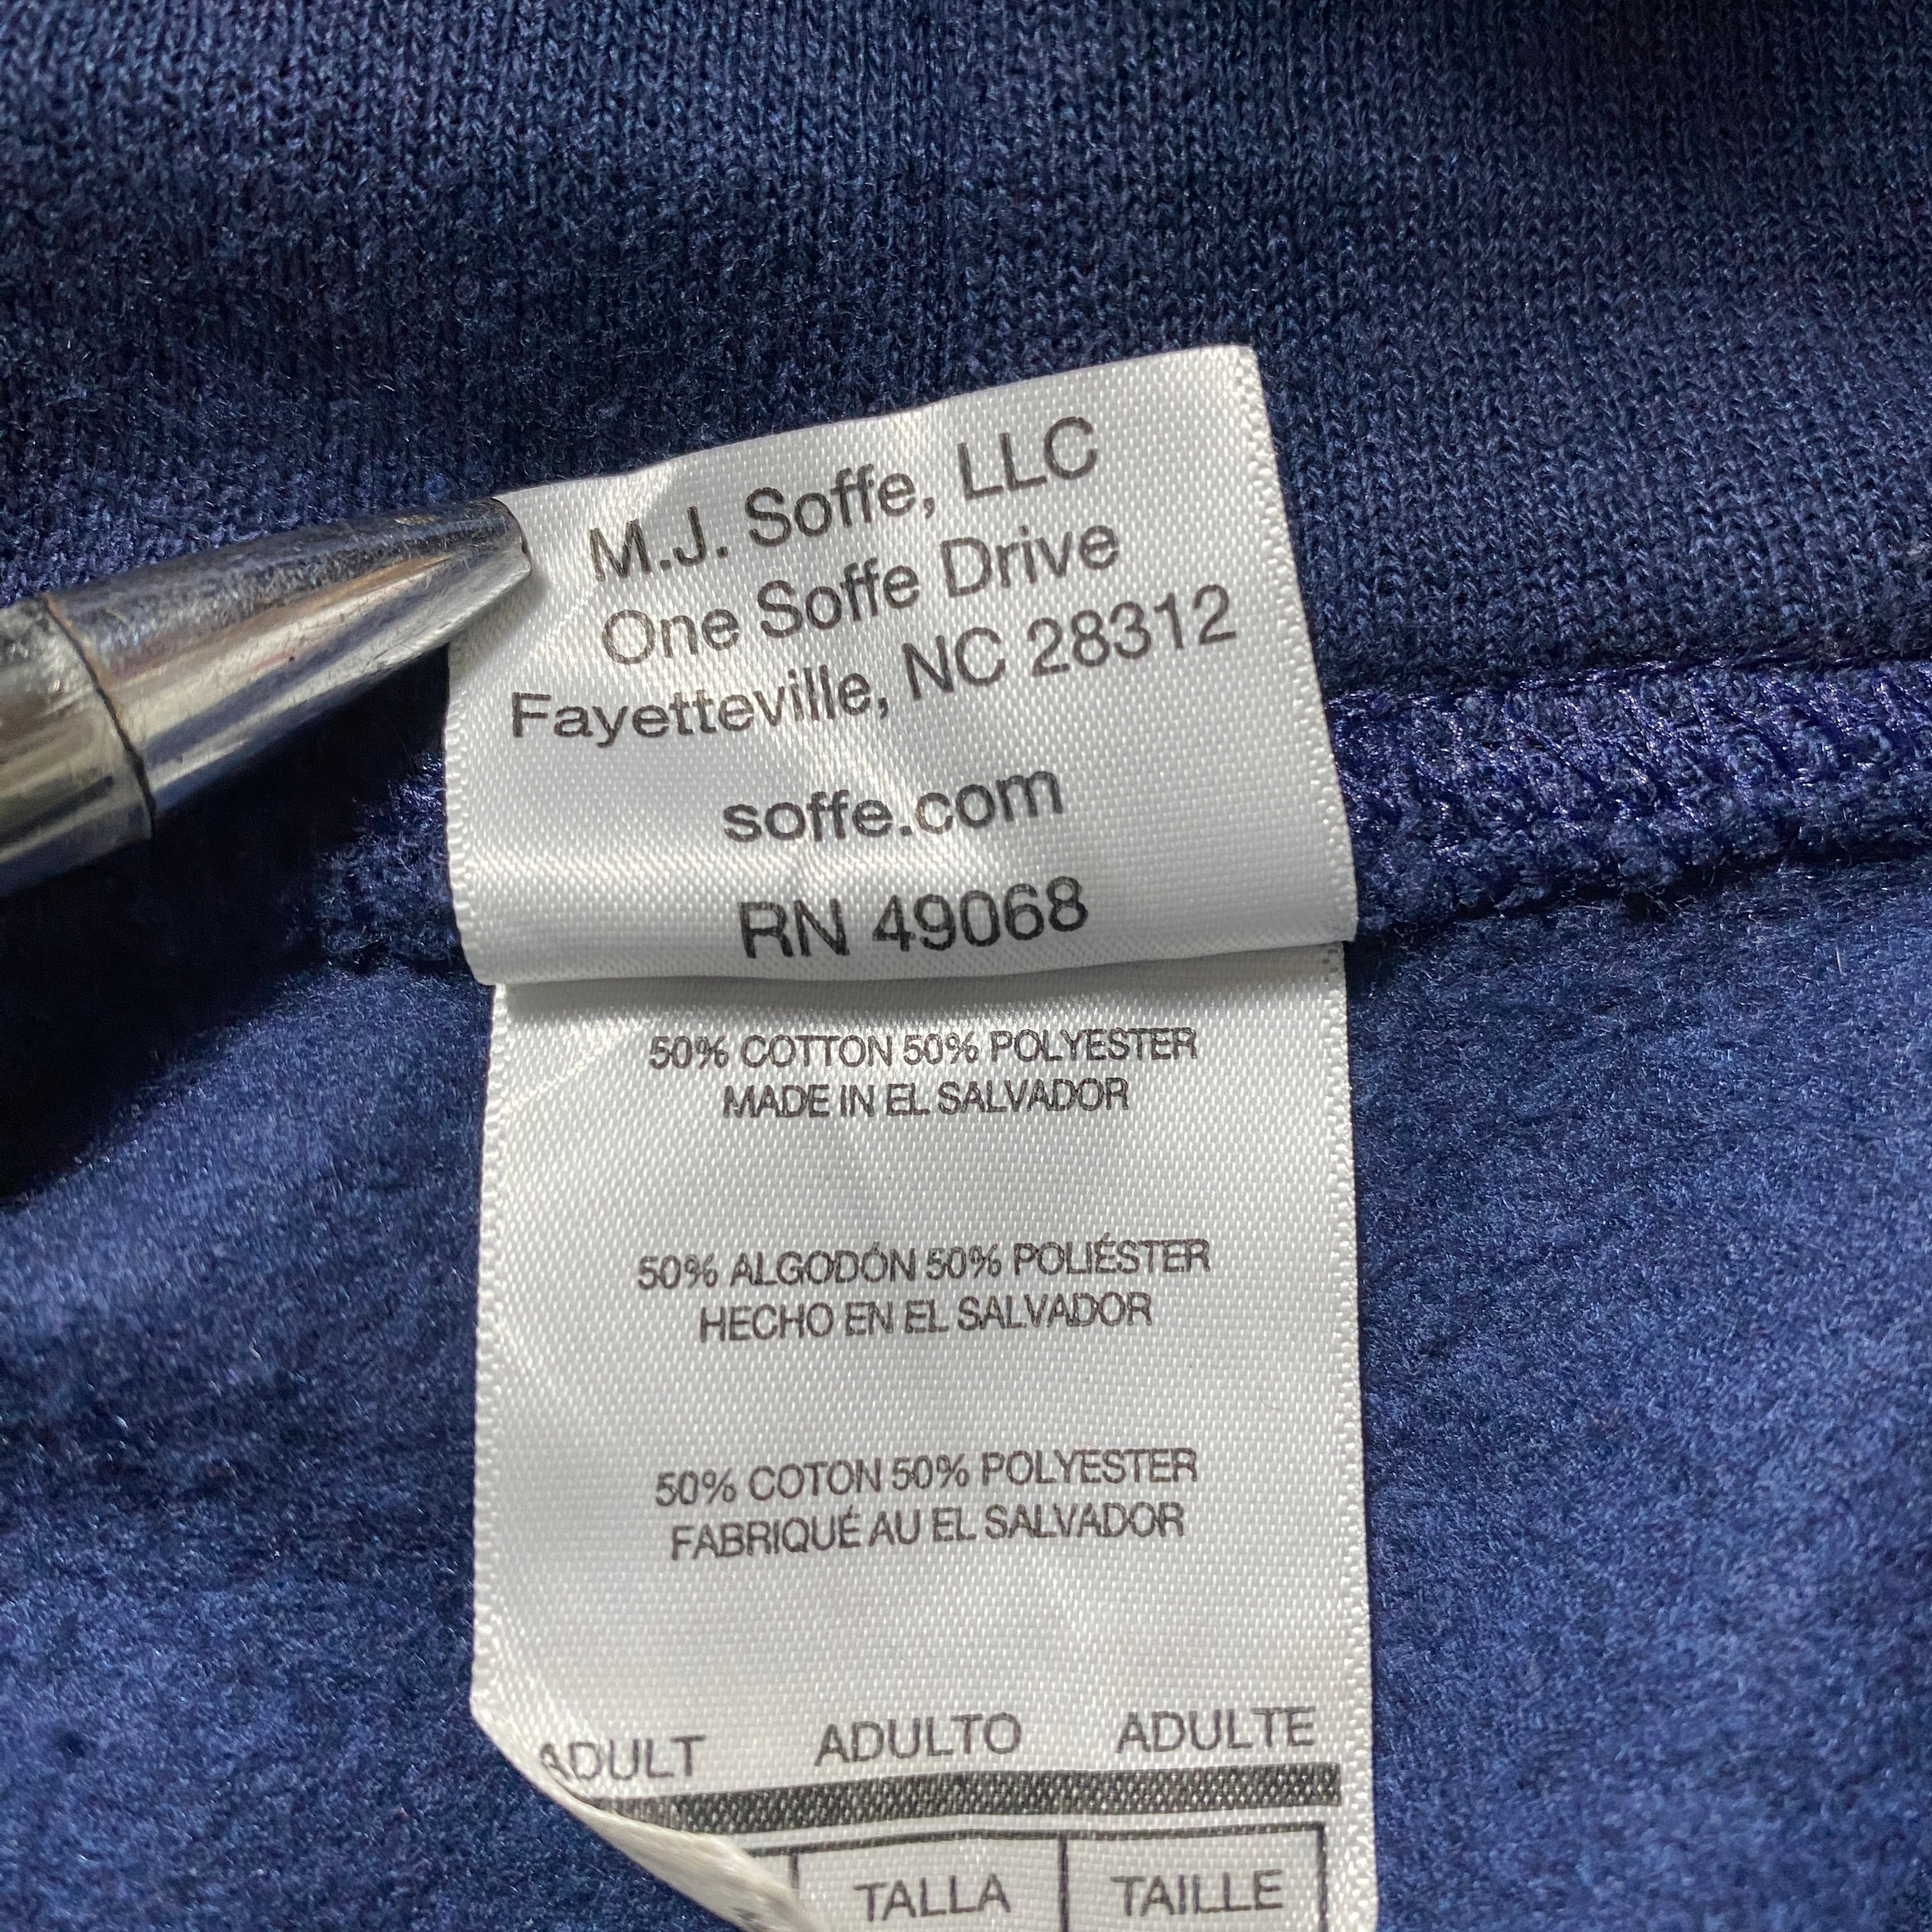 M.J. Soffe, LLC
One Soffe Drive
Fayetteville, NC 28312
soffe.com
RN 49068
50% COTTON 50% POLYESTER
MADE IN EL SALVADOR
50% ALGODÓN 50% POLIÉSTER
HECHO EN EL SALVADOR
50% COTON 50% POLYESTER
FABRIQUÉ AU EL SALVADOR
ADULT ADULTO ADULTE
TALLA TAILLE